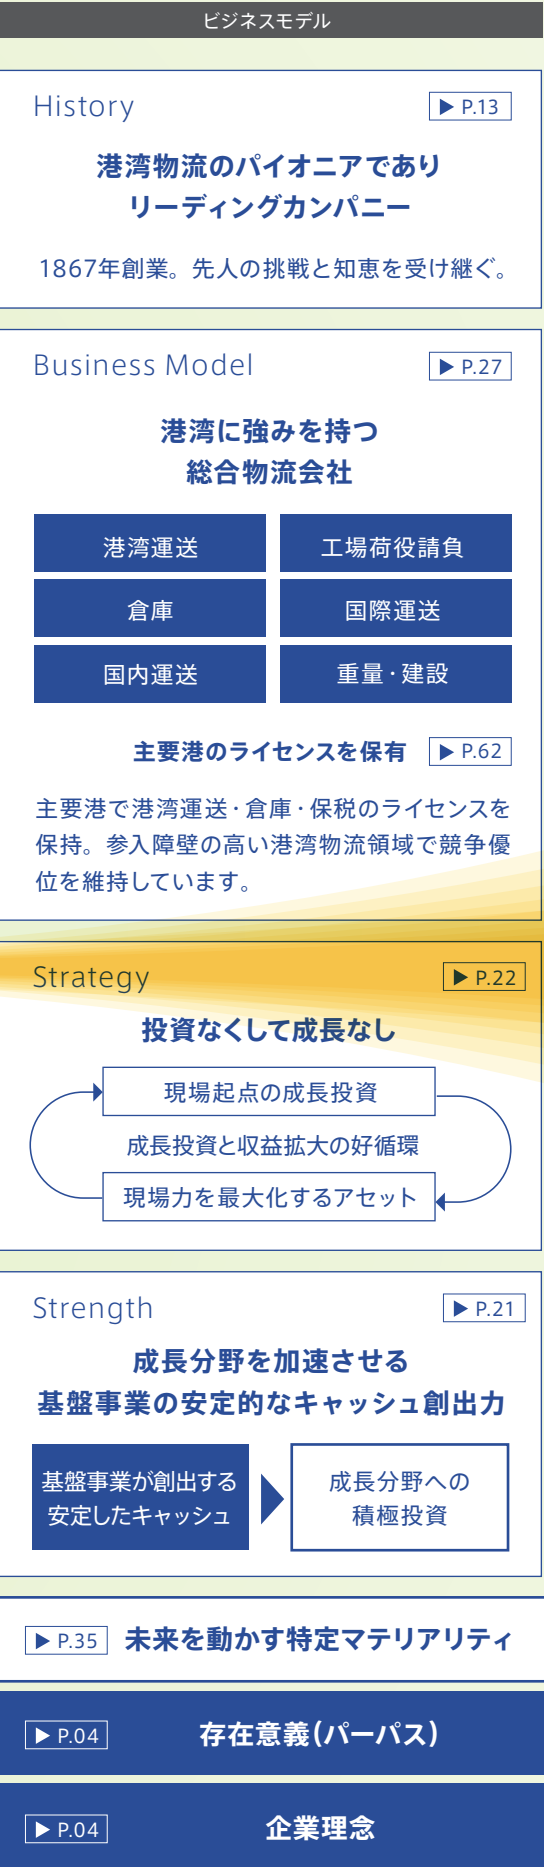 ビジネスモデル
History
▶ P.13
港湾物流のパイオニアであり
リーディングカンパニー
1867年創業。先人の挑戦と知恵を受け継ぐ。
Business Model
▶ P.27
港湾に強みを持つ
総合物流会社
港湾運送
工場荷役請負
倉庫
国際運送
国内運送
重量・建設
主要港のライセンスを保有
▶ P.62
主要港で港湾運送・倉庫・保税のライセンスを
保持。参入障壁の高い港湾物流領域で競争優
位を維持しています。
Strategy
▶ P.22
投資なくして成長なし
現場起点の成長投資
成長投資と収益拡大の好循環
現場力を最大化するアセット
Strength
▶ P.21
成長分野を加速させる
基盤事業の安定的なキャッシュ創出力
基盤事業が創出する
安定したキャッシュ
成長分野への
積極投資
▶ P.35
未来を動かす特定マテリアリティ
▶ P.04
存在意義(パーパス)
▶ P.04
企業理念